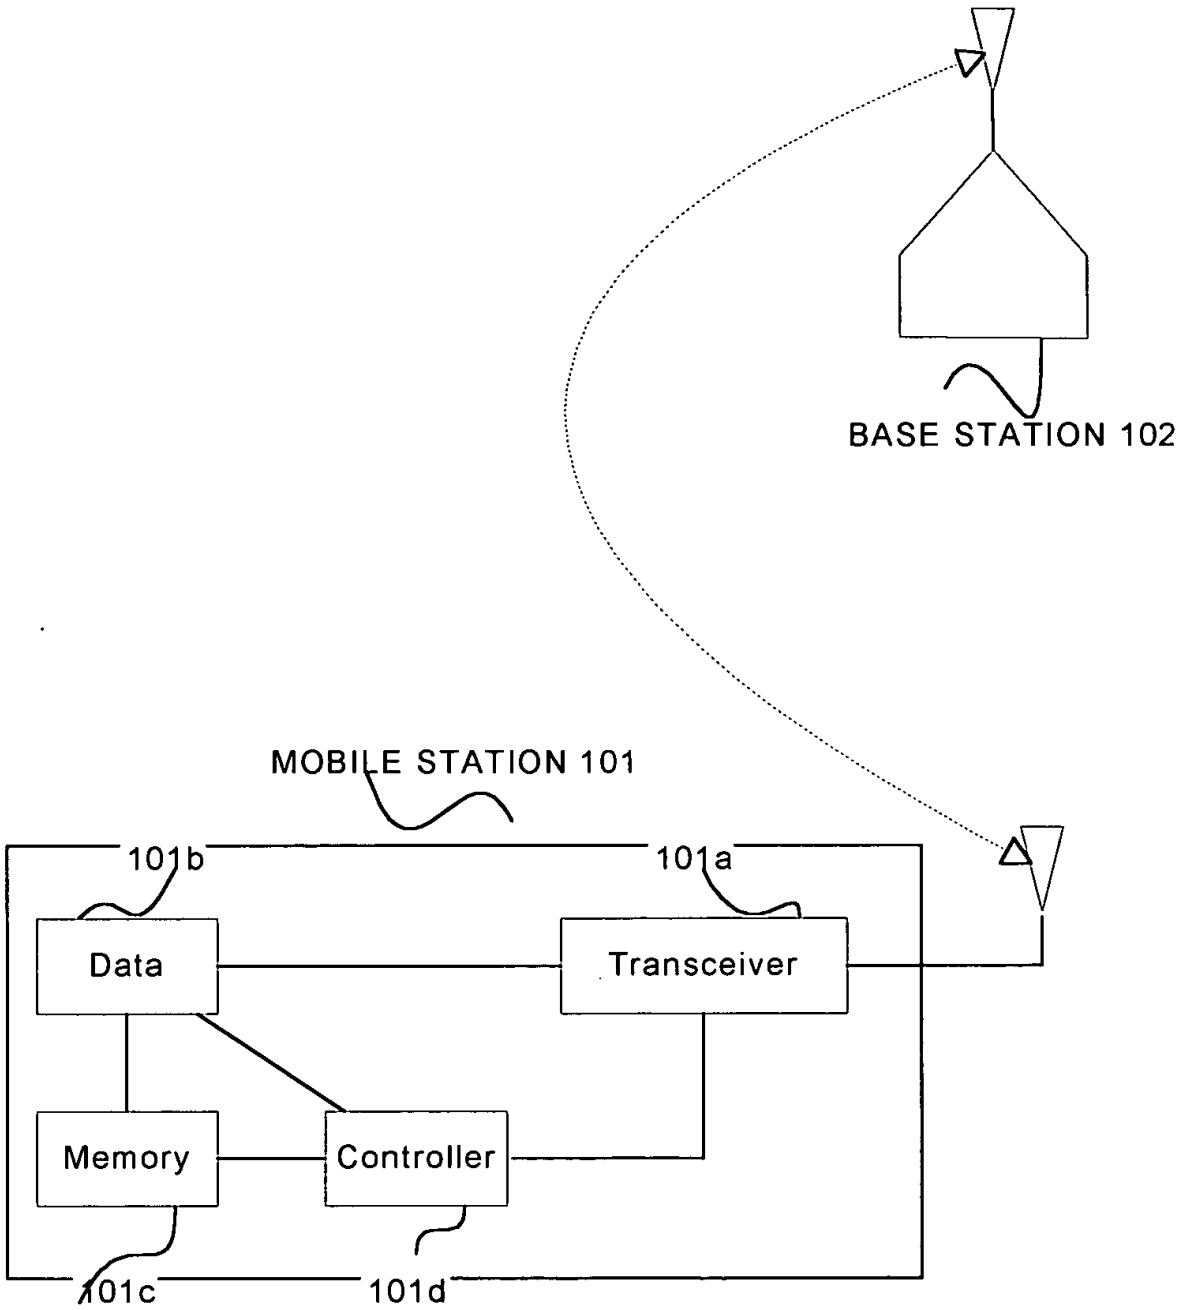 BASE STATION 102
MOBILE STATION 101
101b
101a
Data
Transceiver
Memory
Controller
101c
101d